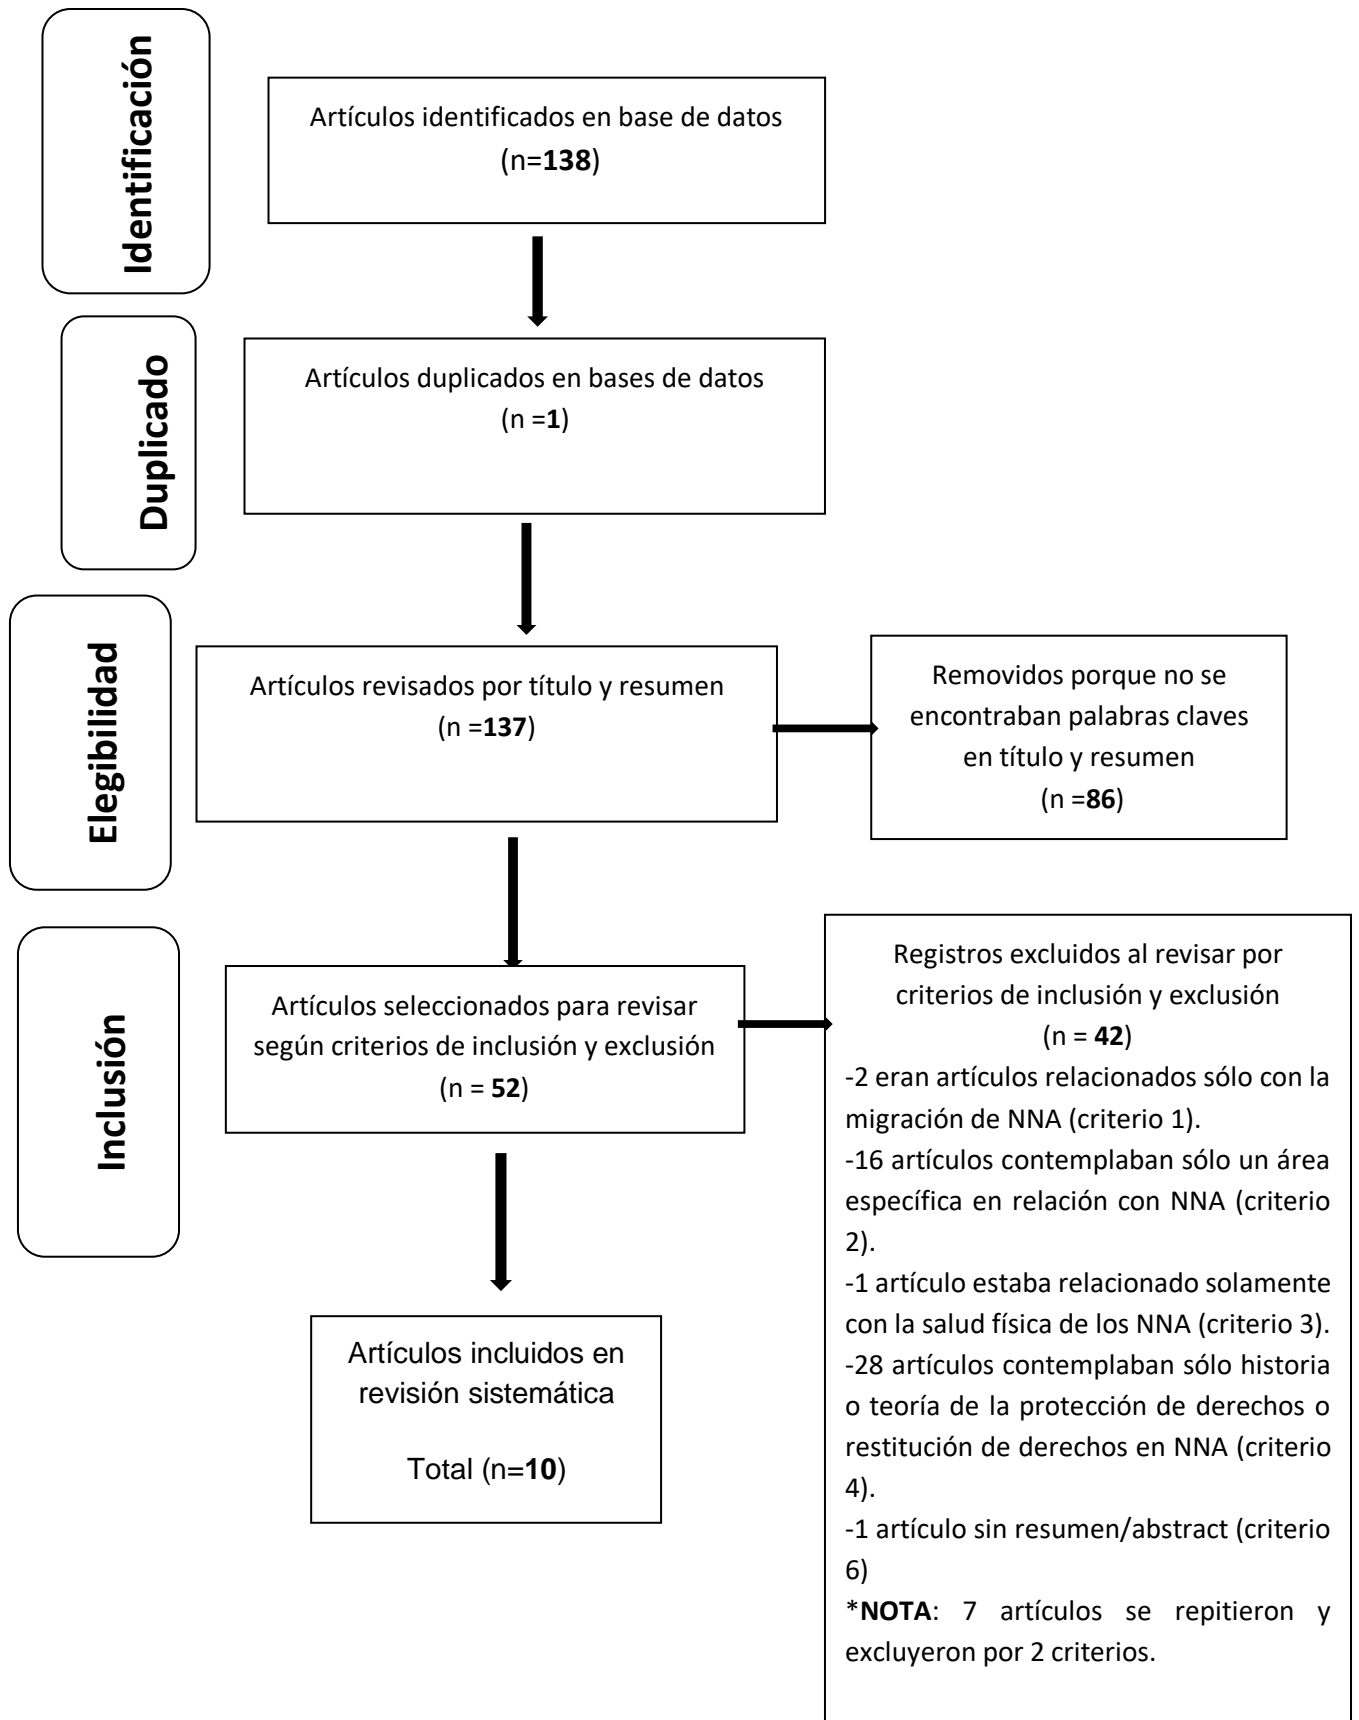 Identificación
Artículos identificados en base de datos
(n=138)
Duplicado
Artículos duplicados en bases de datos
(n =1)
Elegibilidad
Artículos revisados por título y resumen
(n =137)
Removidos porque no se
encontraban palabras claves
en título y resumen
(n =86)
Inclusión
Artículos seleccionados para revisar
según criterios de inclusión y exclusión
(n = 52)
Registros excluidos al revisar por
criterios de inclusión y exclusión
(n = 42)
-2 eran artículos relacionados sólo con la
migración de NNA (criterio 1).
-16 artículos contemplaban sólo un área
específica en relación con NNA (criterio
2).
-1 artículo estaba relacionado solamente
con la salud física de los NNA (criterio 3).
-28 artículos contemplaban sólo historia
o teoría de la protección de derechos o
restitución de derechos en NNA (criterio
4).
-1 artículo sin resumen/abstract (criterio
6)
*NOTA: 7 artículos se repitieron y
excluyeron por 2 criterios.
Artículos incluidos en
revisión sistemática
Total (n=10)